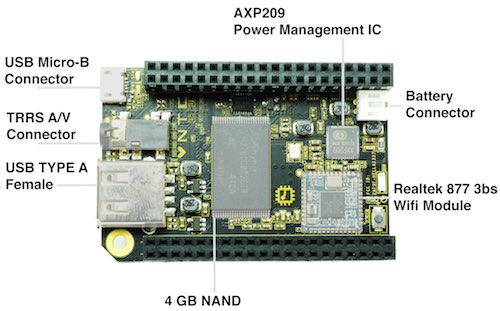 AXP209
Power Management IC
USB Micro-B
Connector
TRRS A/V
Connector
USB TYPE A
Female
Battery
Connector
Realtek 877 3bs
Wifi Module
4 GB NAND